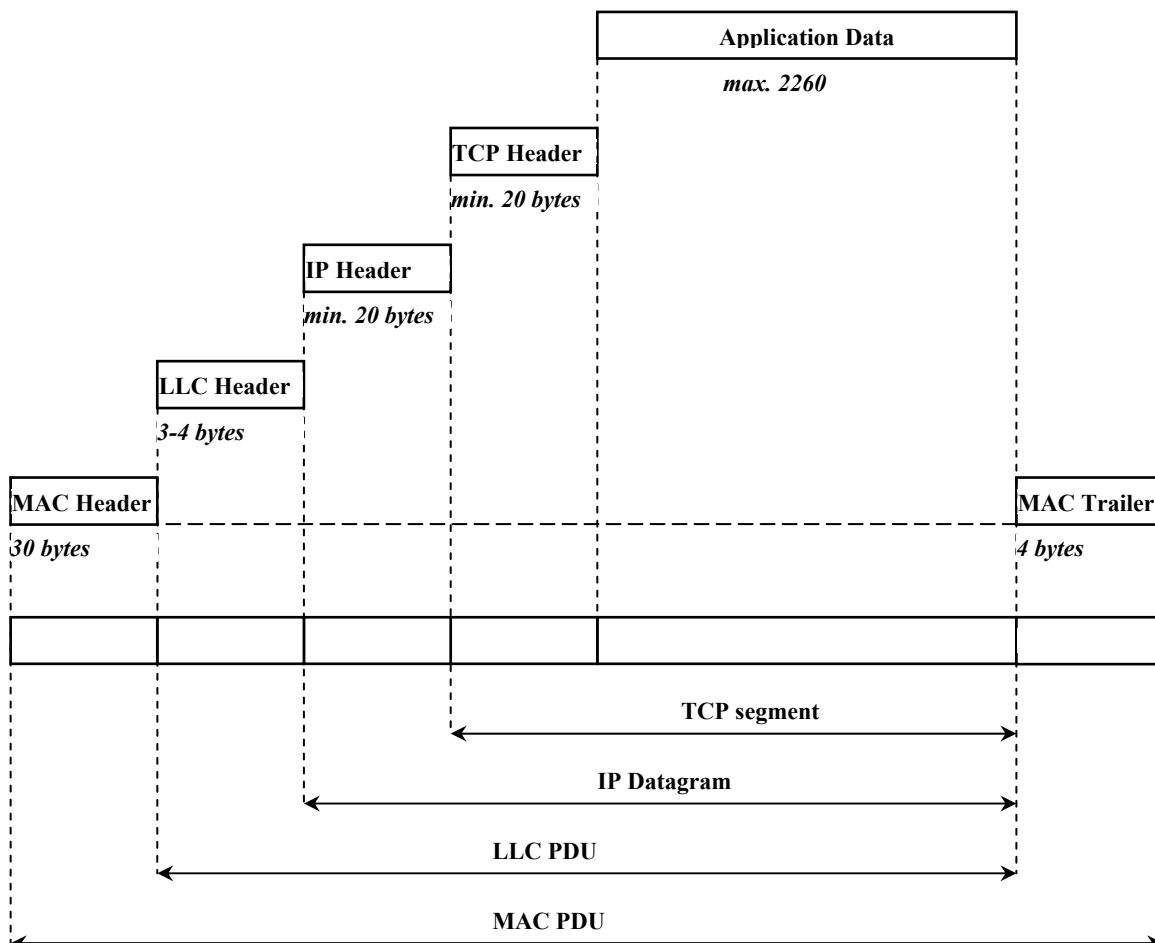 Application Data
max. 2260
TCP Header
min. 20 bytes
IP Header
min. 20 bytes
LLC Header
3-4 bytes
MAC Header
MAC Trailer
30 bytes
4 bytes
TCP segment
IP Datagram
LLC PDU
MAC PDU